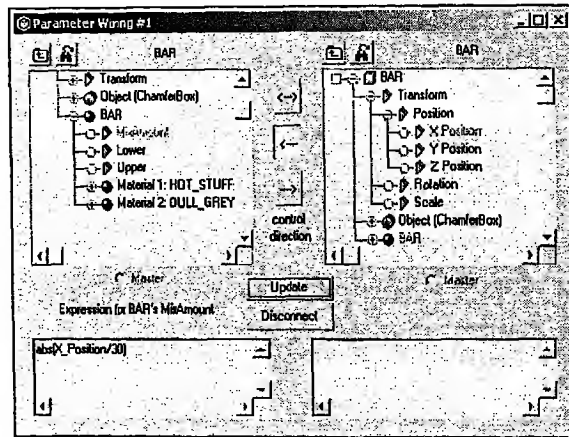 Parameter Wiring #1
BAR
Transform
Object (ChamferBox)
BAR
MixAmount
Lower
Upper
Material 1: HOT_STUFF
Material 2: DULL_GREY
control
direction
BAR
BAR
Transform
Position
X Position
Y Position
Z Position
Rotation
Scale
Object (ChamferBox)
BAR
Master
Update
Master
Expression for BAR's MixAmount
Disconnect
abs(X_Position/30)